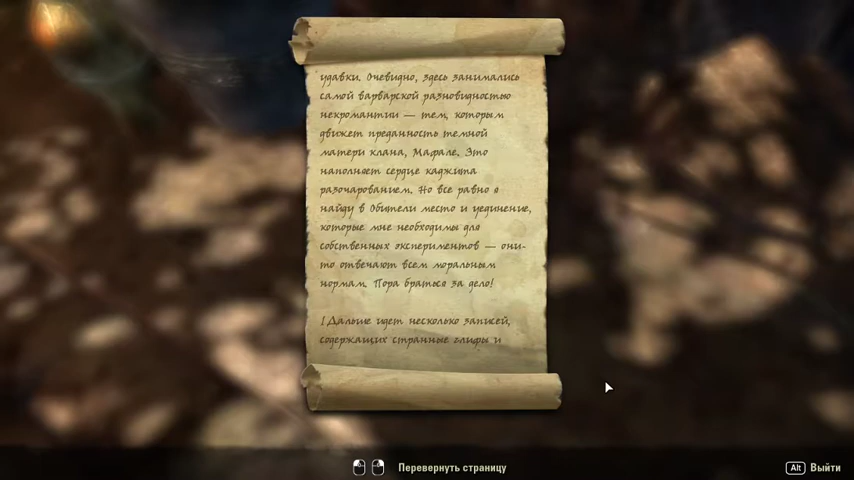 удавки. Очевидно, здесь занимались
самой варварской разновидностью
некромантии — тем, которым
движет преданность темной
матери клана, Мафале. Это
наполняет сердце каджита
разочарованием. Но все равно я
найду в Обители место и уединение,
которые мне необходимы для
собственных экспериментов — они-
то отвечают всем моральным
нормам. Пора браться за дело!
[Дальше идет несколько записей,
содержащих странные глифы и
Перевернуть страницу
Alt Выйти